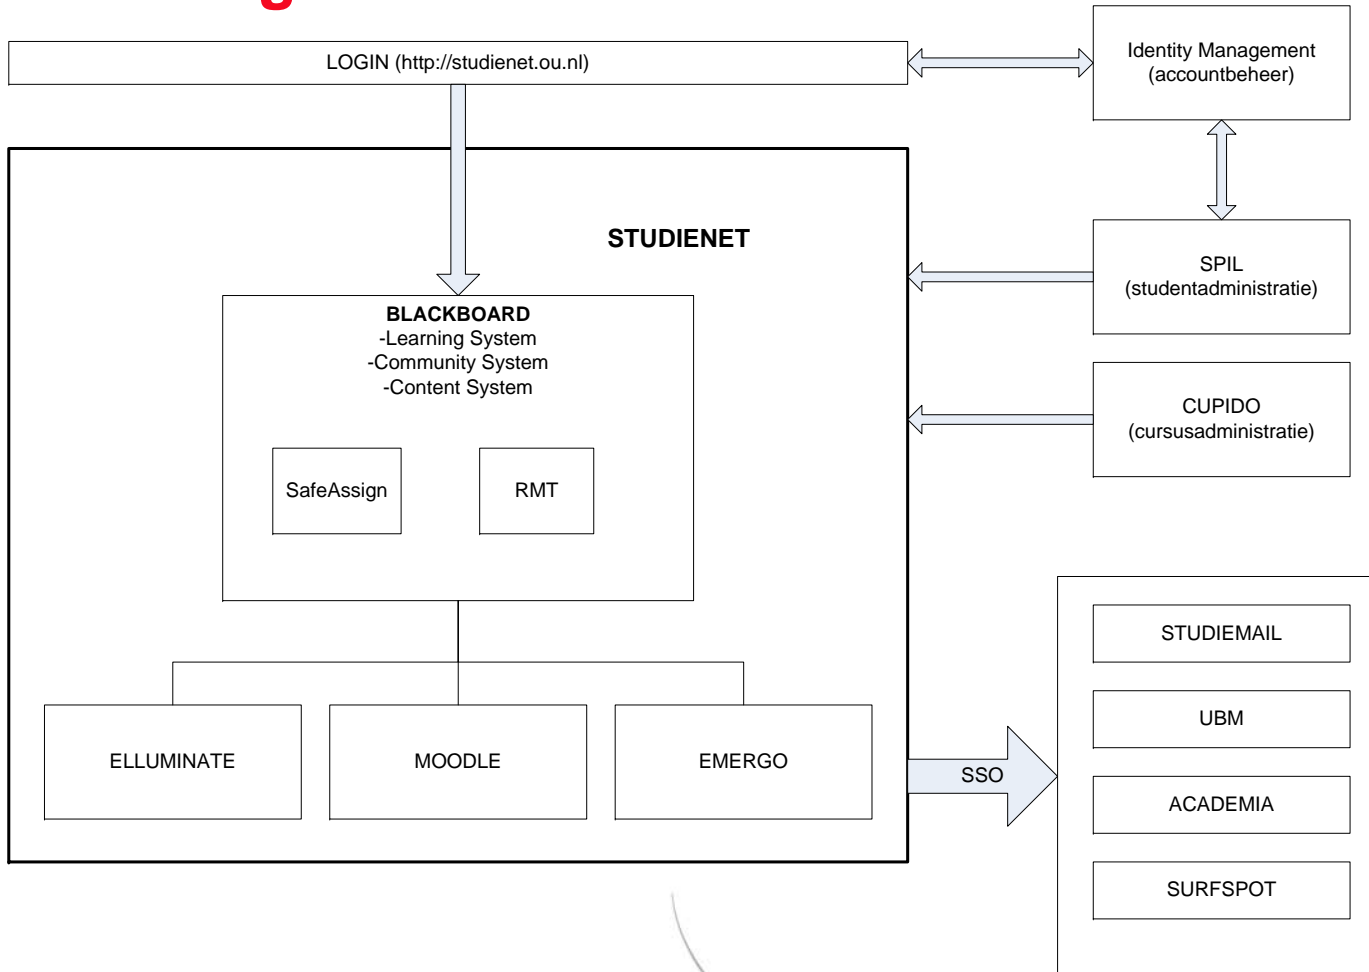 g
LOGIN (http://studienet.ou.nl)
Identity Management
(accountbeheer)
STUDIENET
SPIL
(studentadministratie)
BLACKBOARD
-Learning System
-Community System
-Content System
CUPIDO
(cursusadministratie)
SafeAssign
RMT
STUDIEMAIL
UBM
ELLUMINATE
MOODLE
EMERGO
SSO
ACADEMIA
SURFSPOT